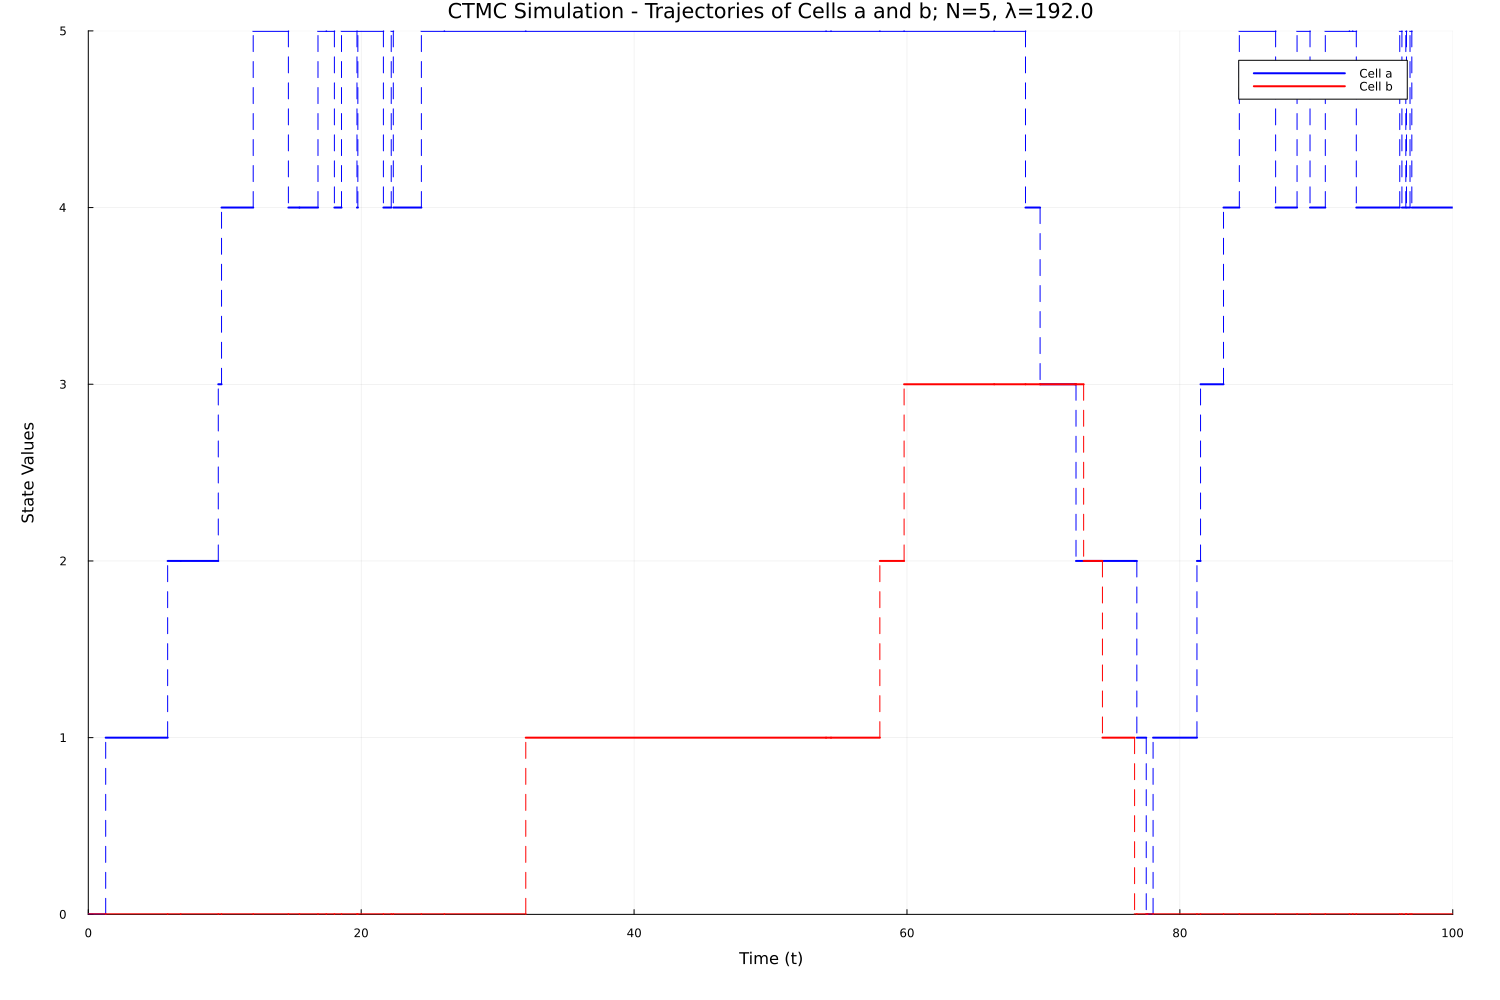 CTMC Simulation - Trajectories of Cells a and b; N=5, λ=192.0
5
Cell a
Cell b
4
3
State Values
2
1
0
0 20 40 60 80 100
Time (t)